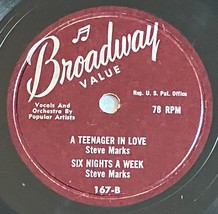 Broadway
VALUE
Vocals And
Orchestra By
Popular Artists
Reg. U. S. Pat. Office
78 RPM
A TEENAGER IN LOVE
Steve Marks
SIX NIGHTS A WEEK
Steve Marks
167-B